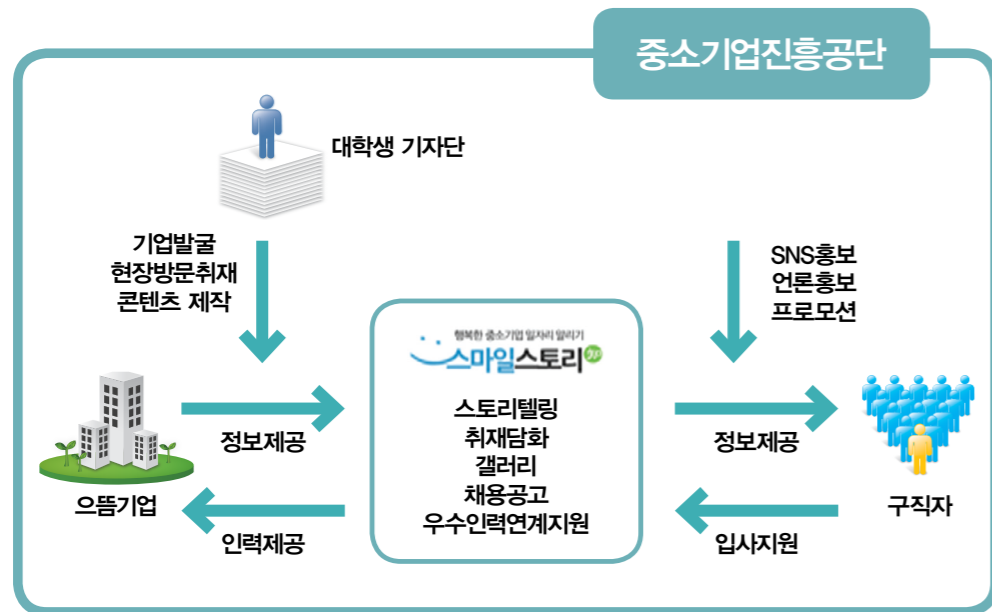 중소기업진흥공단
대학생 기자단
기업발굴
현장방문취재
콘텐츠 제작
SNS홍보
언론홍보
프로모션
행복한 중소기업 일자리 알리기
스마일스토리
스토리텔링
취재담화
갤러리
채용공고
우수인력연계지원
정보제공
정보제공
으뜸기업
인력제공
입사지원
구직자